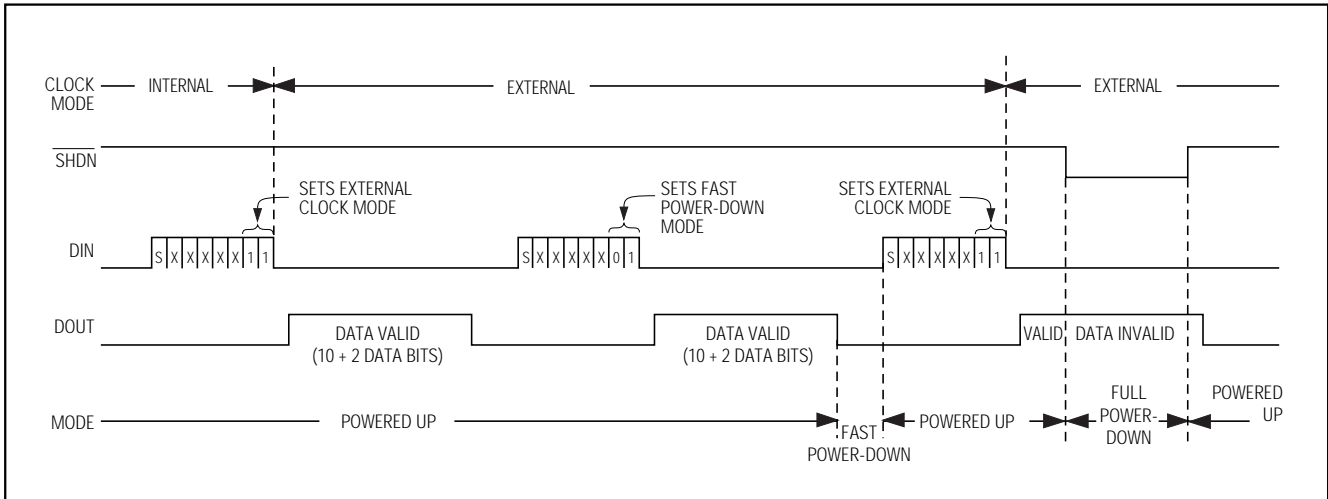 CLOCK
MODE
INTERNAL
EXTERNAL
EXTERNAL
SHDN
SETS EXTERNAL
CLOCK MODE
SETS FAST
POWER-DOWN
MODE
SETS EXTERNAL
CLOCK MODE
DIN
S X X X X X 1 1
S X X X X X 0 1
S X X X X X 1 1
DOUT
DATA VALID
(10 + 2 DATA BITS)
DATA VALID
(10 + 2 DATA BITS)
VALID
DATA INVALID
MODE
POWERED UP
FAST
POWER-DOWN
POWERED UP
FULL
POWER-
DOWN
POWERED
UP